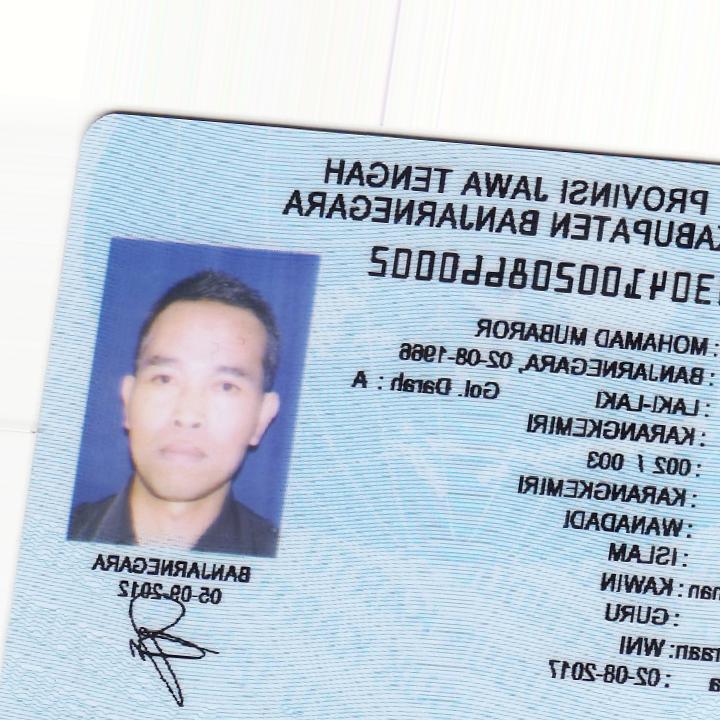 PROVINSI JAWA TENGAH
KABUPATEN BANJARNEGARA
304100208660005
: MOHAMAD MUBAROR
: BANJARNEGARA, 02-08-1966
: LAKI-LAKI Gol. Darah : A
: KARANGKEMIRI
: 002 / 003
: KARANGKEMIRI
: WANADADI
: ISLAM
nan : KAWIN
: GURU
raan: WNI
a : 02-08-2017
BANJARNEGARA
05-09-2012